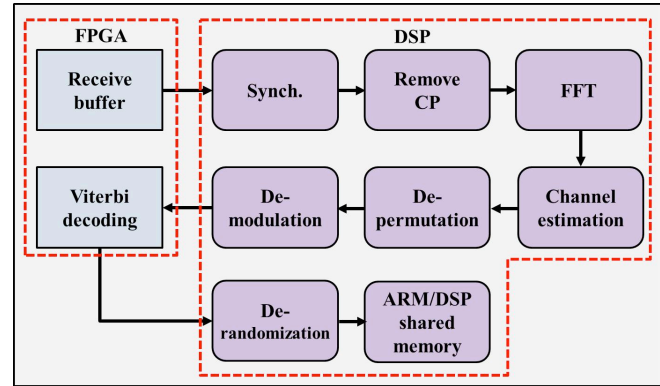 FPGA
DSP
Receive
buffer
Synch.
Remove
CP
FFT
Viterbi
decoding
De-
modulation
De-
permutation
Channel
estimation
De-
randomization
ARM/DSP
shared
memory